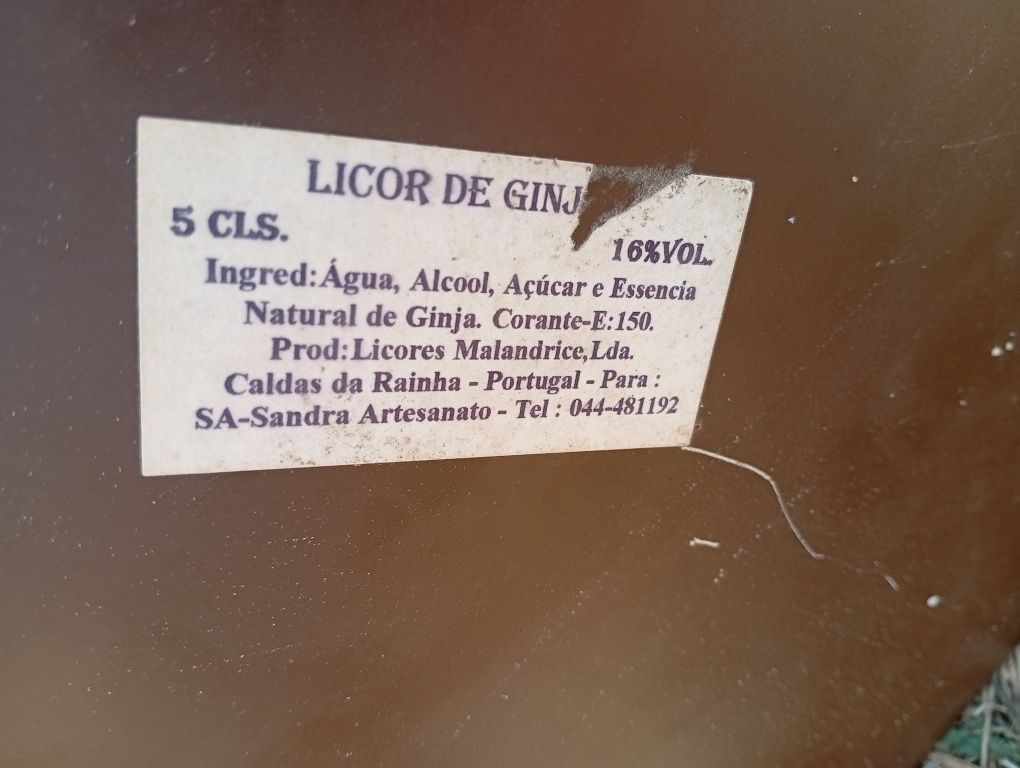 LICOR DE GINJ
5 CLS.
16%VOL.
Ingred:Água, Alcool, Açúcar e Essencia
Natural de Ginja. Corante-E:150.
Prod:Licores Malandrice,Lda.
Caldas da Rainha - Portugal - Para :
SA-Sandra Artesanato - Tel : 044-481192